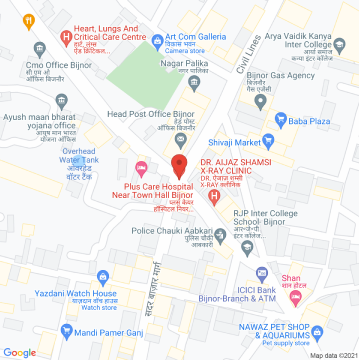 Heart, Lungs And
Critical Care Centre
हार्ट, लंग्स
एंड क्रिटिकल...
Art Com Galleria
विकास भवन
Camera store
Arya Vaidik Kanya
Inter College
आर्य समाज
कन्या इंटर कॉलेज
Cmo Office Bijnor
सी एम ओ
ऑफिस बिजनौर
Nagar Palika
नगर पालिका
Civil Lines
Bijnor Gas Agency
बिजनौर
गैस एजेंसी
Ayush maan bharat
yojana office
आयुष मान भारत
योजना ऑफिस
Head Post Office Bijnor
हेड पोस्ट
ऑफिस बिजनौर
Baba Plaza
Shivaji Market
Overhead
Water Tank
ओवरहेड
वॉटर टैंक
DR. AIJAZ SHAMSI
X-RAY CLINIC
DR. ऐजाज़ शम्सी
X-RAY क्लीनिक
Plus Care Hospital
Near Town Hall Bijnor
प्लस केयर
हॉस्पिटल नियर...
RJP Inter College
School- Bijnor
आर-जे-पी
इंटर कॉलेज...
Police Chauki Aabkari
पुलिस चौकी
आबकारी
सदर बाज़ार मार्ग
Shan
शान होटल
ICICI Bank
Bijnor-Branch & ATM
Yazdani Watch House
यज़दानी वॉच हाउस
Watch store
Mandi Pamer Ganj
NAWAZ PET SHOP
& AQUARIUMS
Pet supply store
Google
Map data ©2021